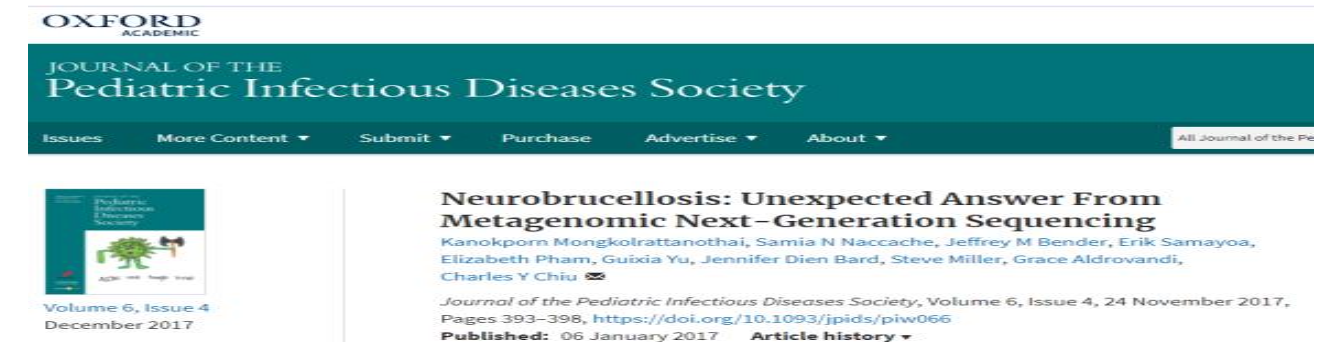 OXFORD
ACADEMIC
JOURNAL OF THE
Pediatric Infectious Diseases Society
Issues More Content ▼ Submit ▼ Purchase Advertise ▼ About ▼ All Journal of the Pe
Pediatric
Infectious
Diseases
Society
Volume 6, Issue 4
December 2017
Neurobrucellosis: Unexpected Answer From
Metagenomic Next-Generation Sequencing
Kanokporn Mongkolrattanothai, Samia N Naccache, Jeffrey M Bender, Erik Samayoa,
Elizabeth Pham, Guixia Yu, Jennifer Dien Bard, Steve Miller, Grace Aldrovandi,
Charles Y Chiu
Journal of the Pediatric Infectious Diseases Society, Volume 6, Issue 4, 24 November 2017,
Pages 393–398, https://doi.org/10.1093/jpids/piw066
Published: 06 January 2017 Article history ▾